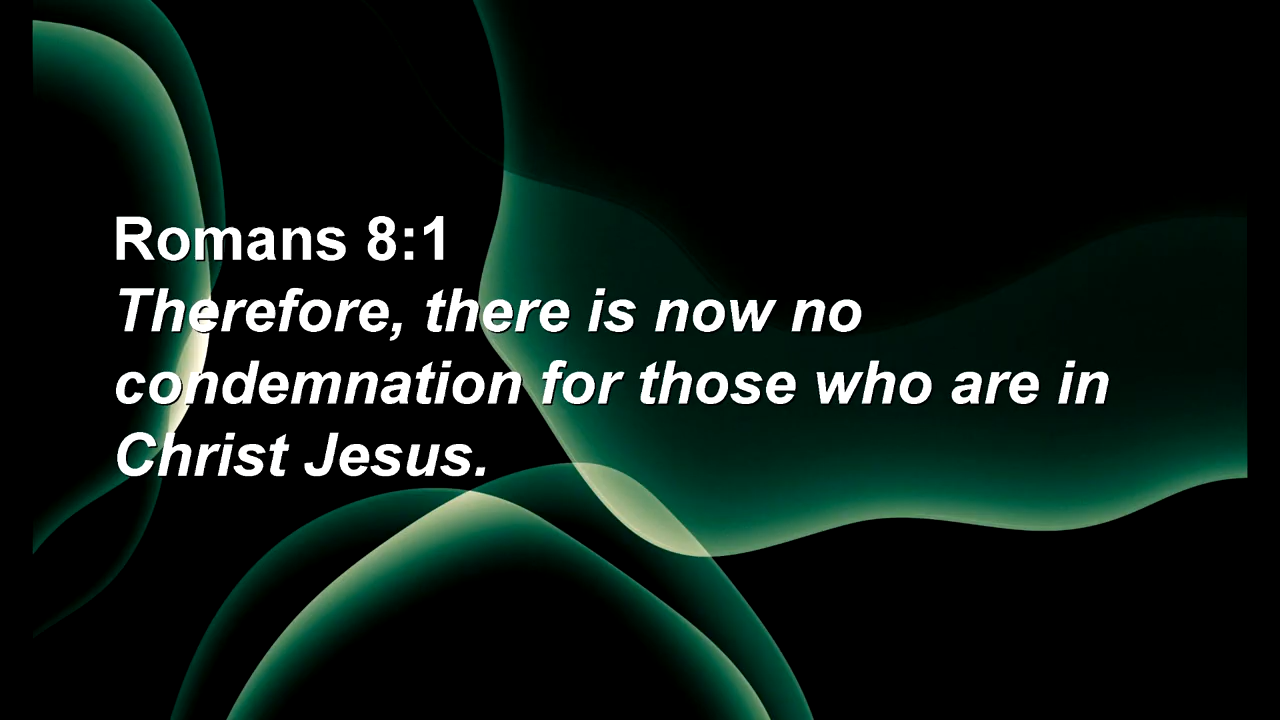 Romans 8:1
Therefore, there is now no
condemnation for those who are in
Christ Jesus.